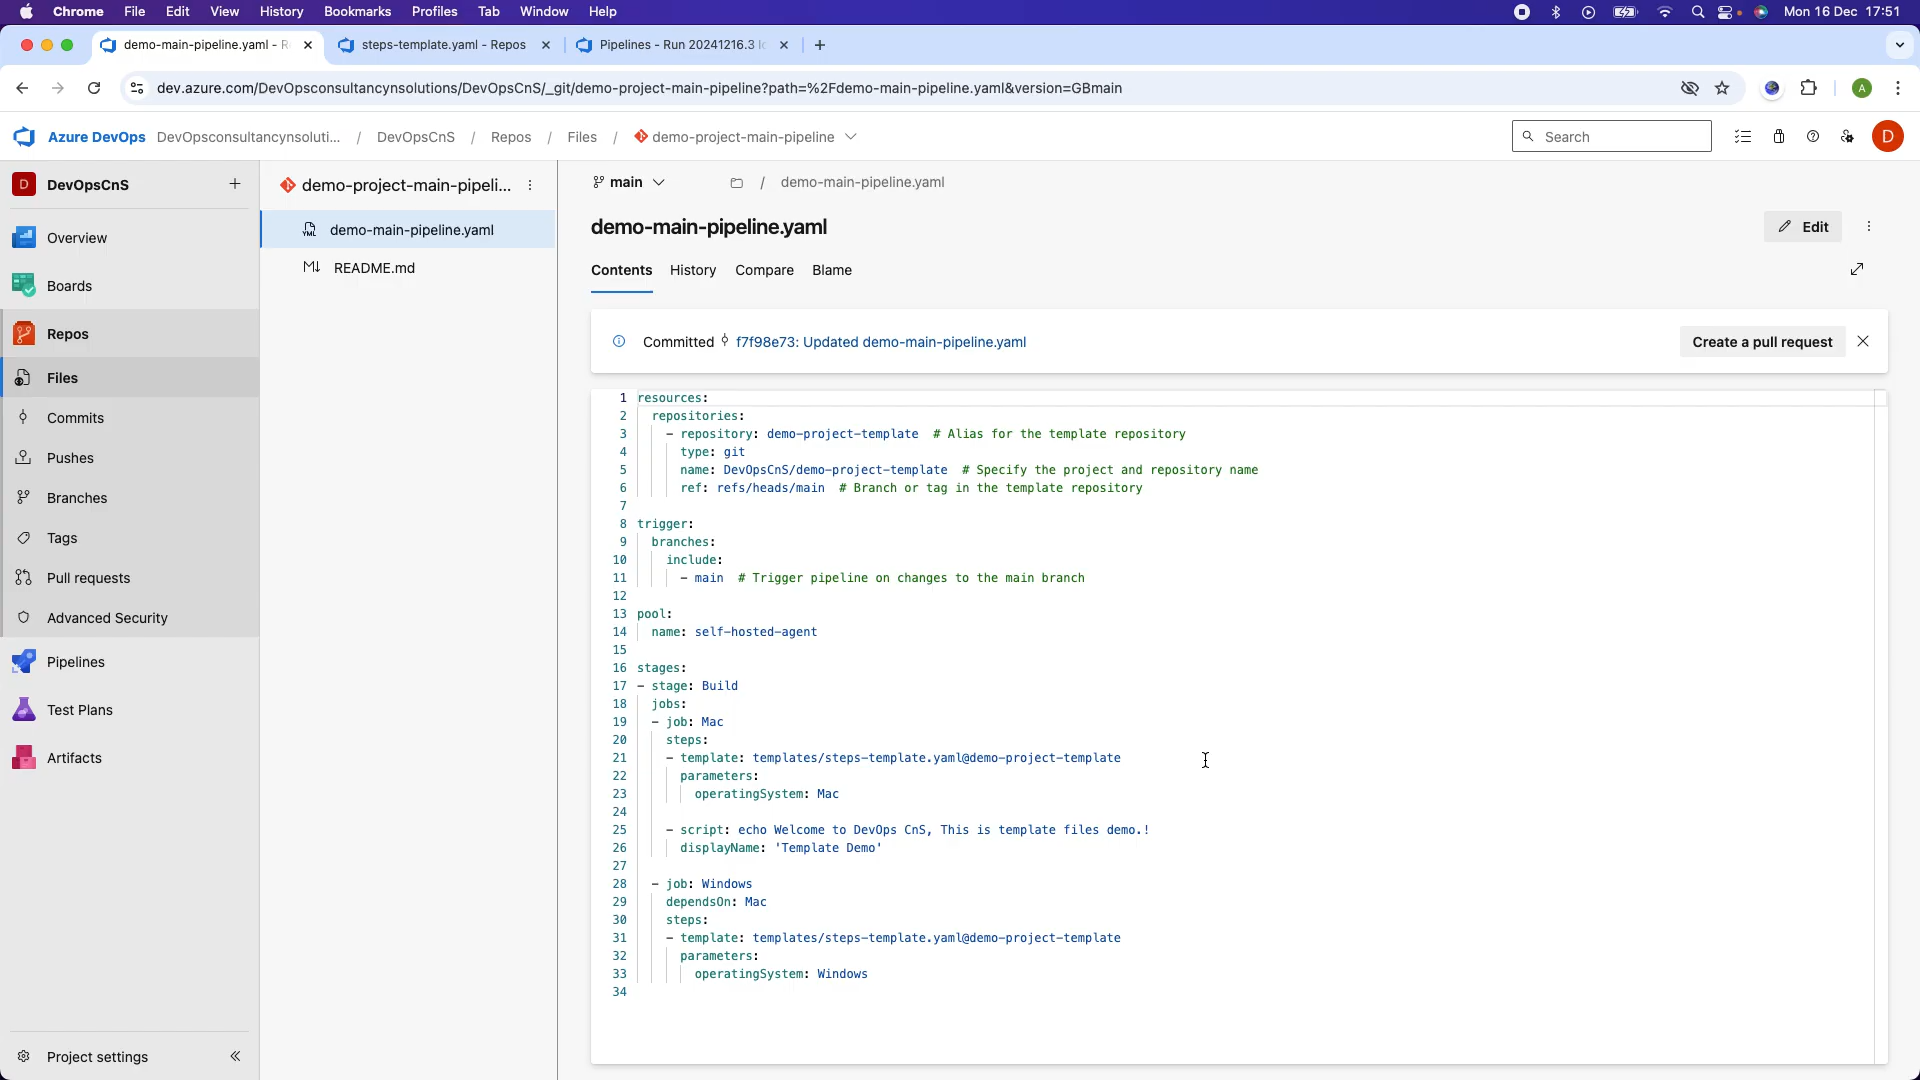 Chrome File Edit View History Bookmarks Profiles Tab Window Help Mon 16 Dec 17:51
demo-main-pipeline.yaml - R
steps-template.yaml - Repos
Pipelines - Run 20241216.3
dev.azure.com/DevOpsconsultancynsolutions/DevOpsCnS/_git/demo-project-main-pipeline?path=%2Fdemo-main-pipeline.yaml&version=GBmain
A
Azure DevOps DevOpsconsultancynsoluti... / DevOpsCnS / Repos / Files / demo-project-main-pipeline
Search
D
D DevOpsCnS +
Overview
Boards
Repos
Files
Commits
Pushes
Branches
Tags
Pull requests
Advanced Security
Pipelines
Test Plans
Artifacts
Project settings
demo-project-main-pipeli...
YML demo-main-pipeline.yaml
M↓ README.md
main / demo-main-pipeline.yaml
demo-main-pipeline.yaml
Edit
Contents History Compare Blame
Committed f7f98e73: Updated demo-main-pipeline.yaml
Create a pull request
1 resources:
2 repositories:
3 - repository: demo-project-template # Alias for the template repository
4 type: git
5 name: DevOpsCnS/demo-project-template # Specify the project and repository name
6 ref: refs/heads/main # Branch or tag in the template repository
7
8 trigger:
9 branches:
10 include:
11 - main # Trigger pipeline on changes to the main branch
12
13 pool:
14 name: self-hosted-agent
15
16 stages:
17 - stage: Build
18 jobs:
19 - job: Mac
20 steps:
21 - template: templates/steps-template.yaml@demo-project-template
22 parameters:
23 operatingSystem: Mac
24
25 - script: echo Welcome to DevOps CnS, This is template files demo.!
26 displayName: 'Template Demo'
27
28 - job: Windows
29 dependsOn: Mac
30 steps:
31 - template: templates/steps-template.yaml@demo-project-template
32 parameters:
33 operatingSystem: Windows
34